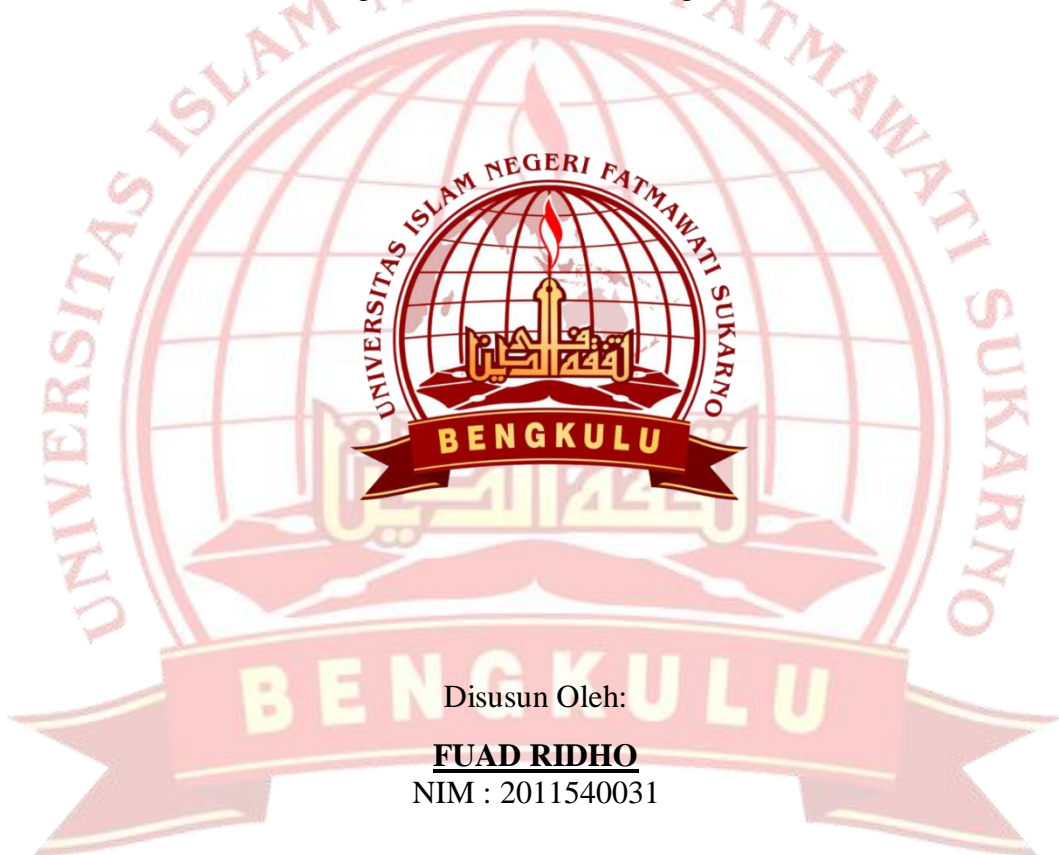 UNIVERSITAS ISLAM NEGERI FATMAWATI SUKARNO
BENGKULU
Disusun Oleh:
FUAD RIDHO
NIM : 2011540031